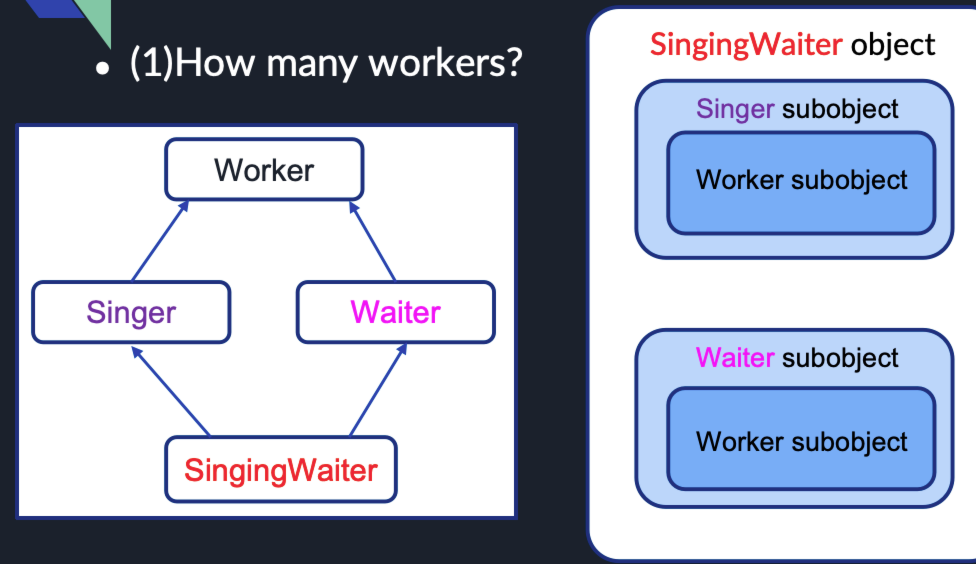 • (1)How many workers?
Worker
Singer
Waiter
SingingWaiter
SingingWaiter object
Singer subobject
Worker subobject
Waiter subobject
Worker subobject